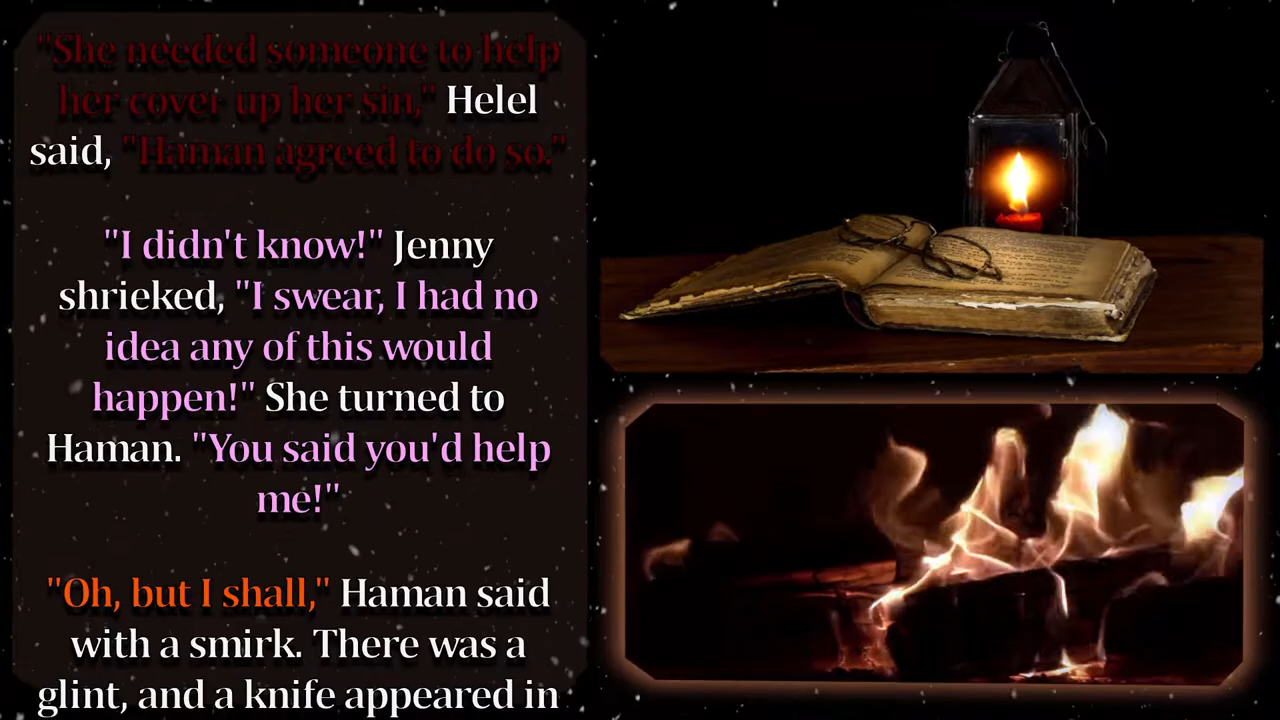 "She needed someone to help
her cover up her sin," Helel
said, "Haman agreed to do so."
"I didn't know!" Jenny
shrieked, "I swear, I had no
idea any of this would
happen!" She turned to
Haman. "You said you'd help
me!"
"Oh, but I shall," Haman said
with a smirk. There was a
glint, and a knife appeared in